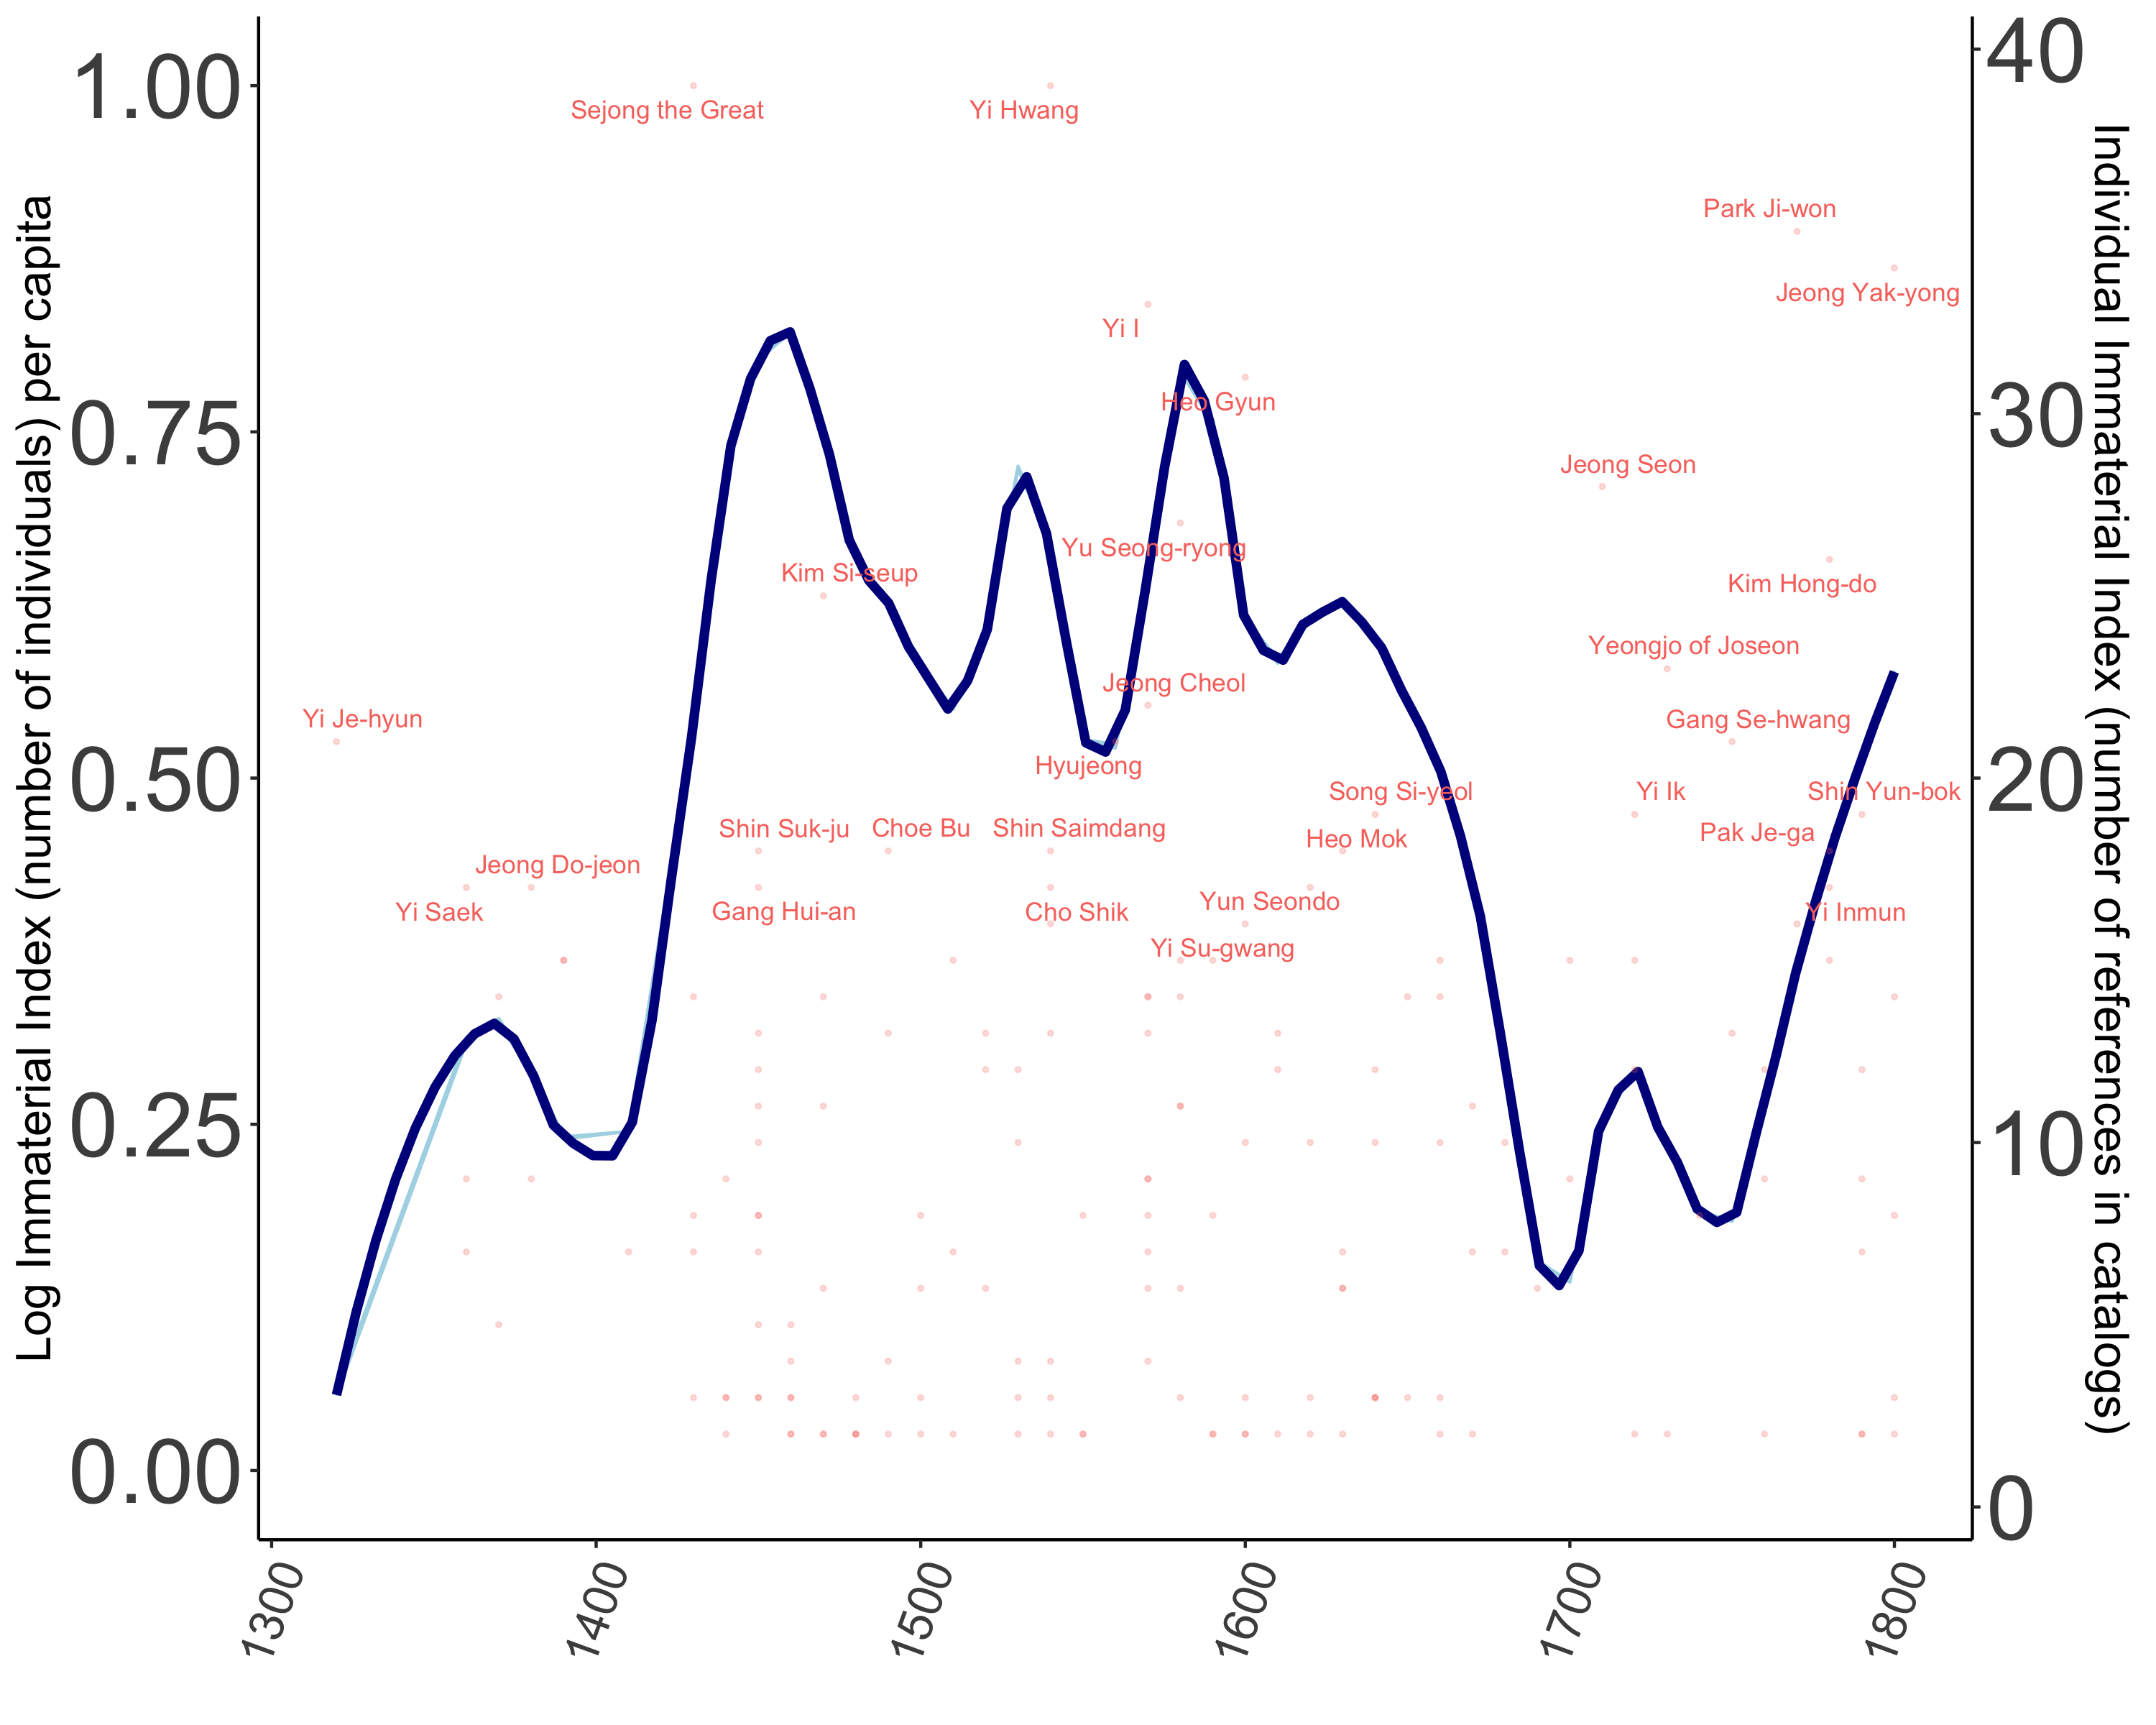 Log Immaterial Index (number of individuals) per capita
1.00
0.75
0.50
0.25
0.00
Sejong the Great
Yi Hwang
Park Ji-won
Jeong Yak-yong
Yi I
Heo Gyun
Jeong Seon
Yu Seong-ryong
Kim Si-seup
Kim Hong-do
Yeongjo of Joseon
Jeong Cheol
Yi Je-hyun
Gang Se-hwang
Hyujeong
Song Si-yeol
Yi Ik
Shin Yun-bok
Shin Suk-ju
Choe Bu
Shin Saimdang
Heo Mok
Pak Je-ga
Jeong Do-jeon
Yi Saek
Gang Hui-an
Cho Shik
Yun Seondo
Yi Inmun
Yi Su-gwang
40
30
20
10
0
Individual Immaterial Index (number of references in catalogs)
1300
1400
1500
1600
1700
1800